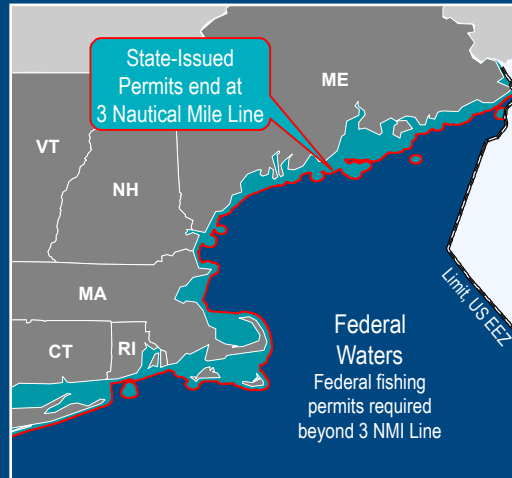 State-Issued
Permits end at
3 Nautical Mile Line
ME
VT
NH
MA
CT
RI
Limit, US EEZ
Federal
Waters
Federal fishing
permits required
beyond 3 NMI Line